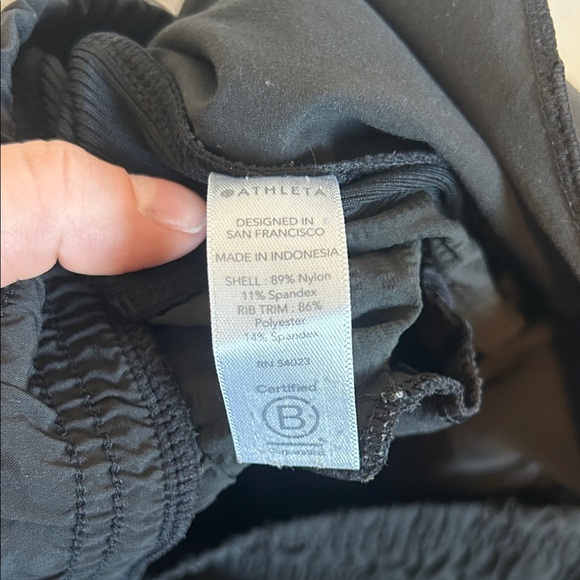 ATHLETA
DESIGNED IN
SAN FRANCISCO
MADE IN INDONESIA
SHELL : 89% Nylon
11% Spandex
RIB TRIM : 86%
Polyester
14% Spandex
RN 54023
Certified
B
Corporation